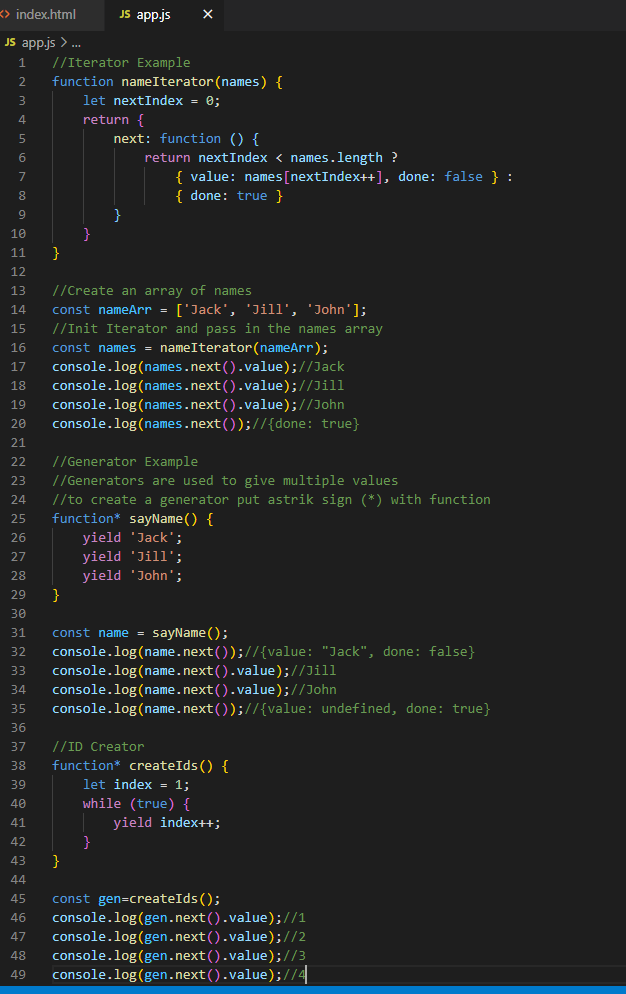 <> index.html JS app.js ×
JS app.js > ...
1 //Iterator Example
2 function nameIterator(names) {
3     let nextIndex = 0;
4     return {
5         next: function () {
6             return nextIndex < names.length ?
7                 { value: names[nextIndex++], done: false } :
8                 { done: true }
9         }
10     }
11 }
12
13 //Create an array of names
14 const nameArr = ['Jack', 'Jill', 'John'];
15 //Init Iterator and pass in the names array
16 const names = nameIterator(nameArr);
17 console.log(names.next().value);//Jack
18 console.log(names.next().value);//Jill
19 console.log(names.next().value);//John
20 console.log(names.next());//{done: true}
21
22 //Generator Example
23 //Generators are used to give multiple values
24 //to create a generator put astrik sign (*) with function
25 function* sayName() {
26     yield 'Jack';
27     yield 'Jill';
28     yield 'John';
29 }
30
31 const name = sayName();
32 console.log(name.next());//{value: "Jack", done: false}
33 console.log(name.next().value);//Jill
34 console.log(name.next().value);//John
35 console.log(name.next());//{value: undefined, done: true}
36
37 //ID Creator
38 function* createIds() {
39     let index = 1;
40     while (true) {
41         yield index++;
42     }
43 }
44
45 const gen=createIds();
46 console.log(gen.next().value);//1
47 console.log(gen.next().value);//2
48 console.log(gen.next().value);//3
49 console.log(gen.next().value);//4